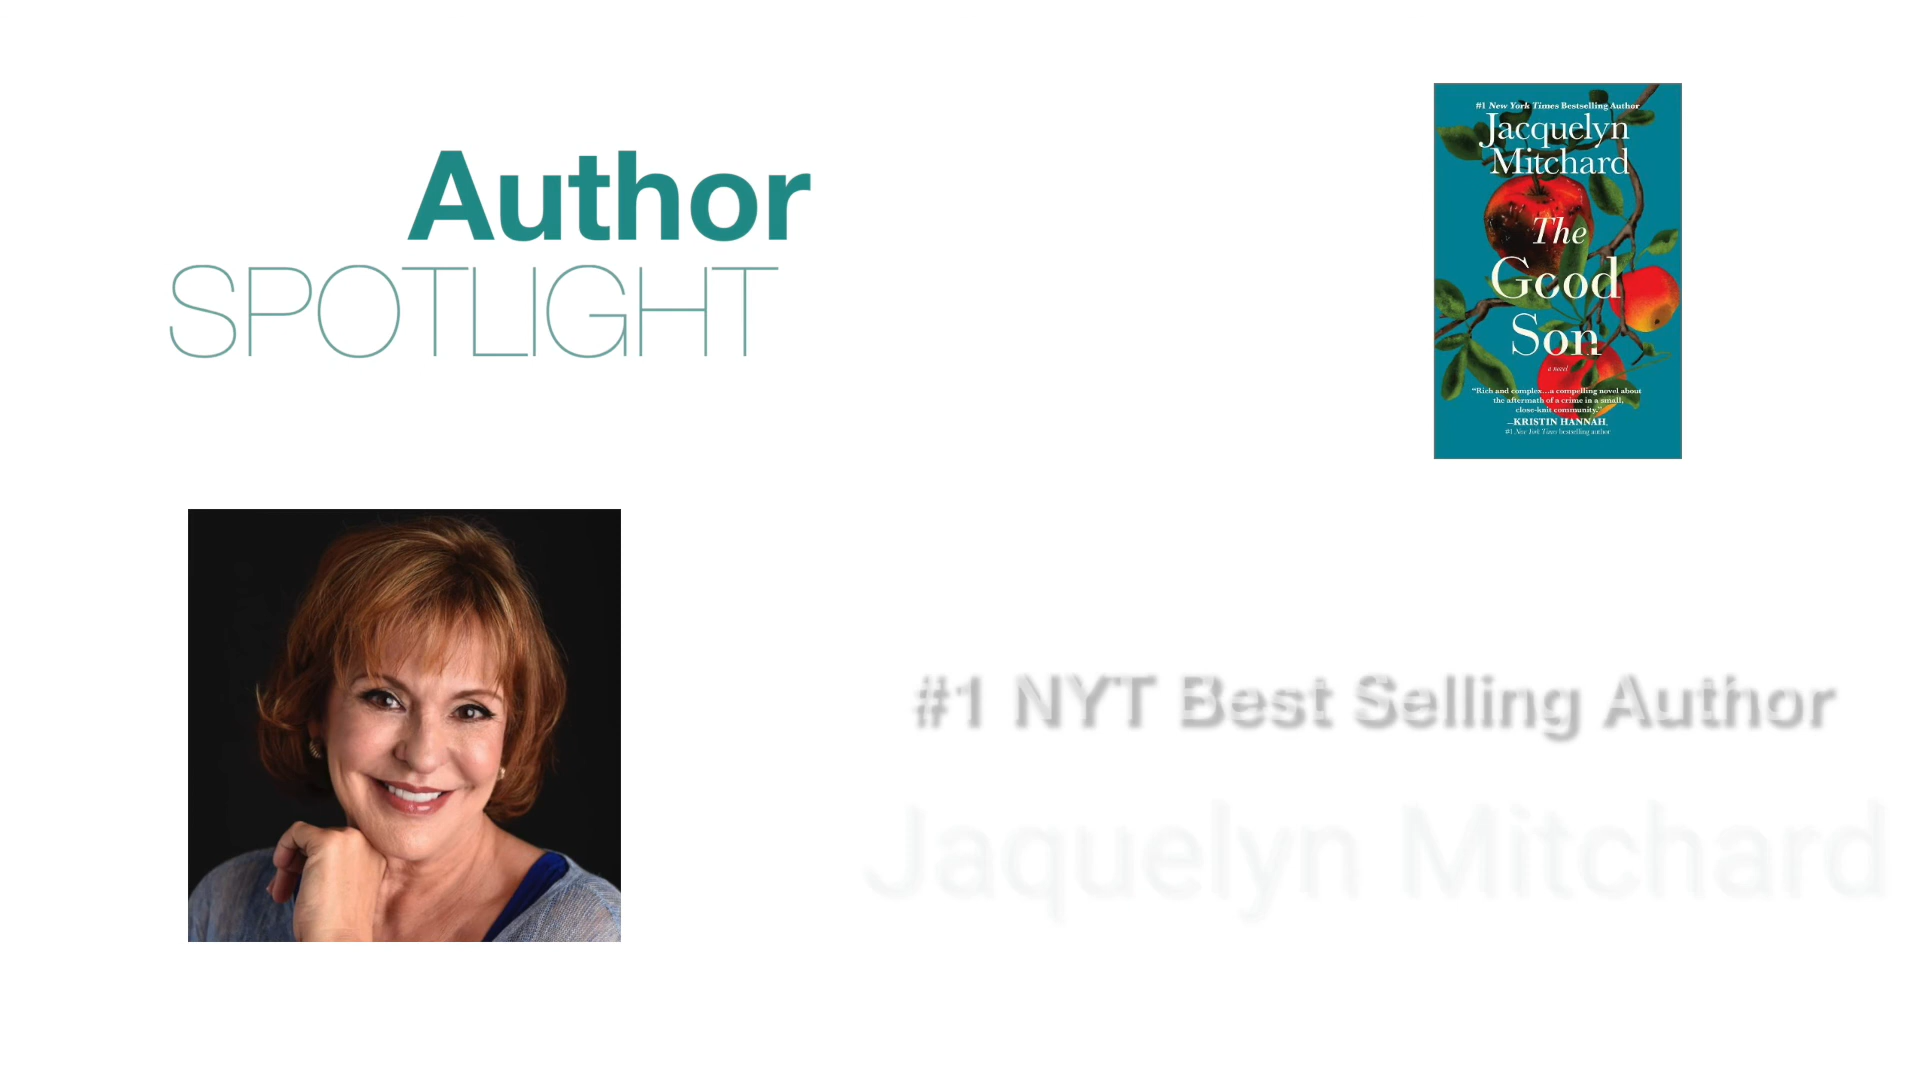 Author
SPOTLIGHT
#1 New York Times Bestselling Author
Jacquelyn
Mitchard
The
Good
Son
a novel
“Rich and complex...a compelling novel about
the aftermath of a crime in a small,
close-knit community.”
—KRISTIN HANNAH,
#1 New York Times bestselling author
#1 NYT Best Selling Author
Jaquelyn Mitchard